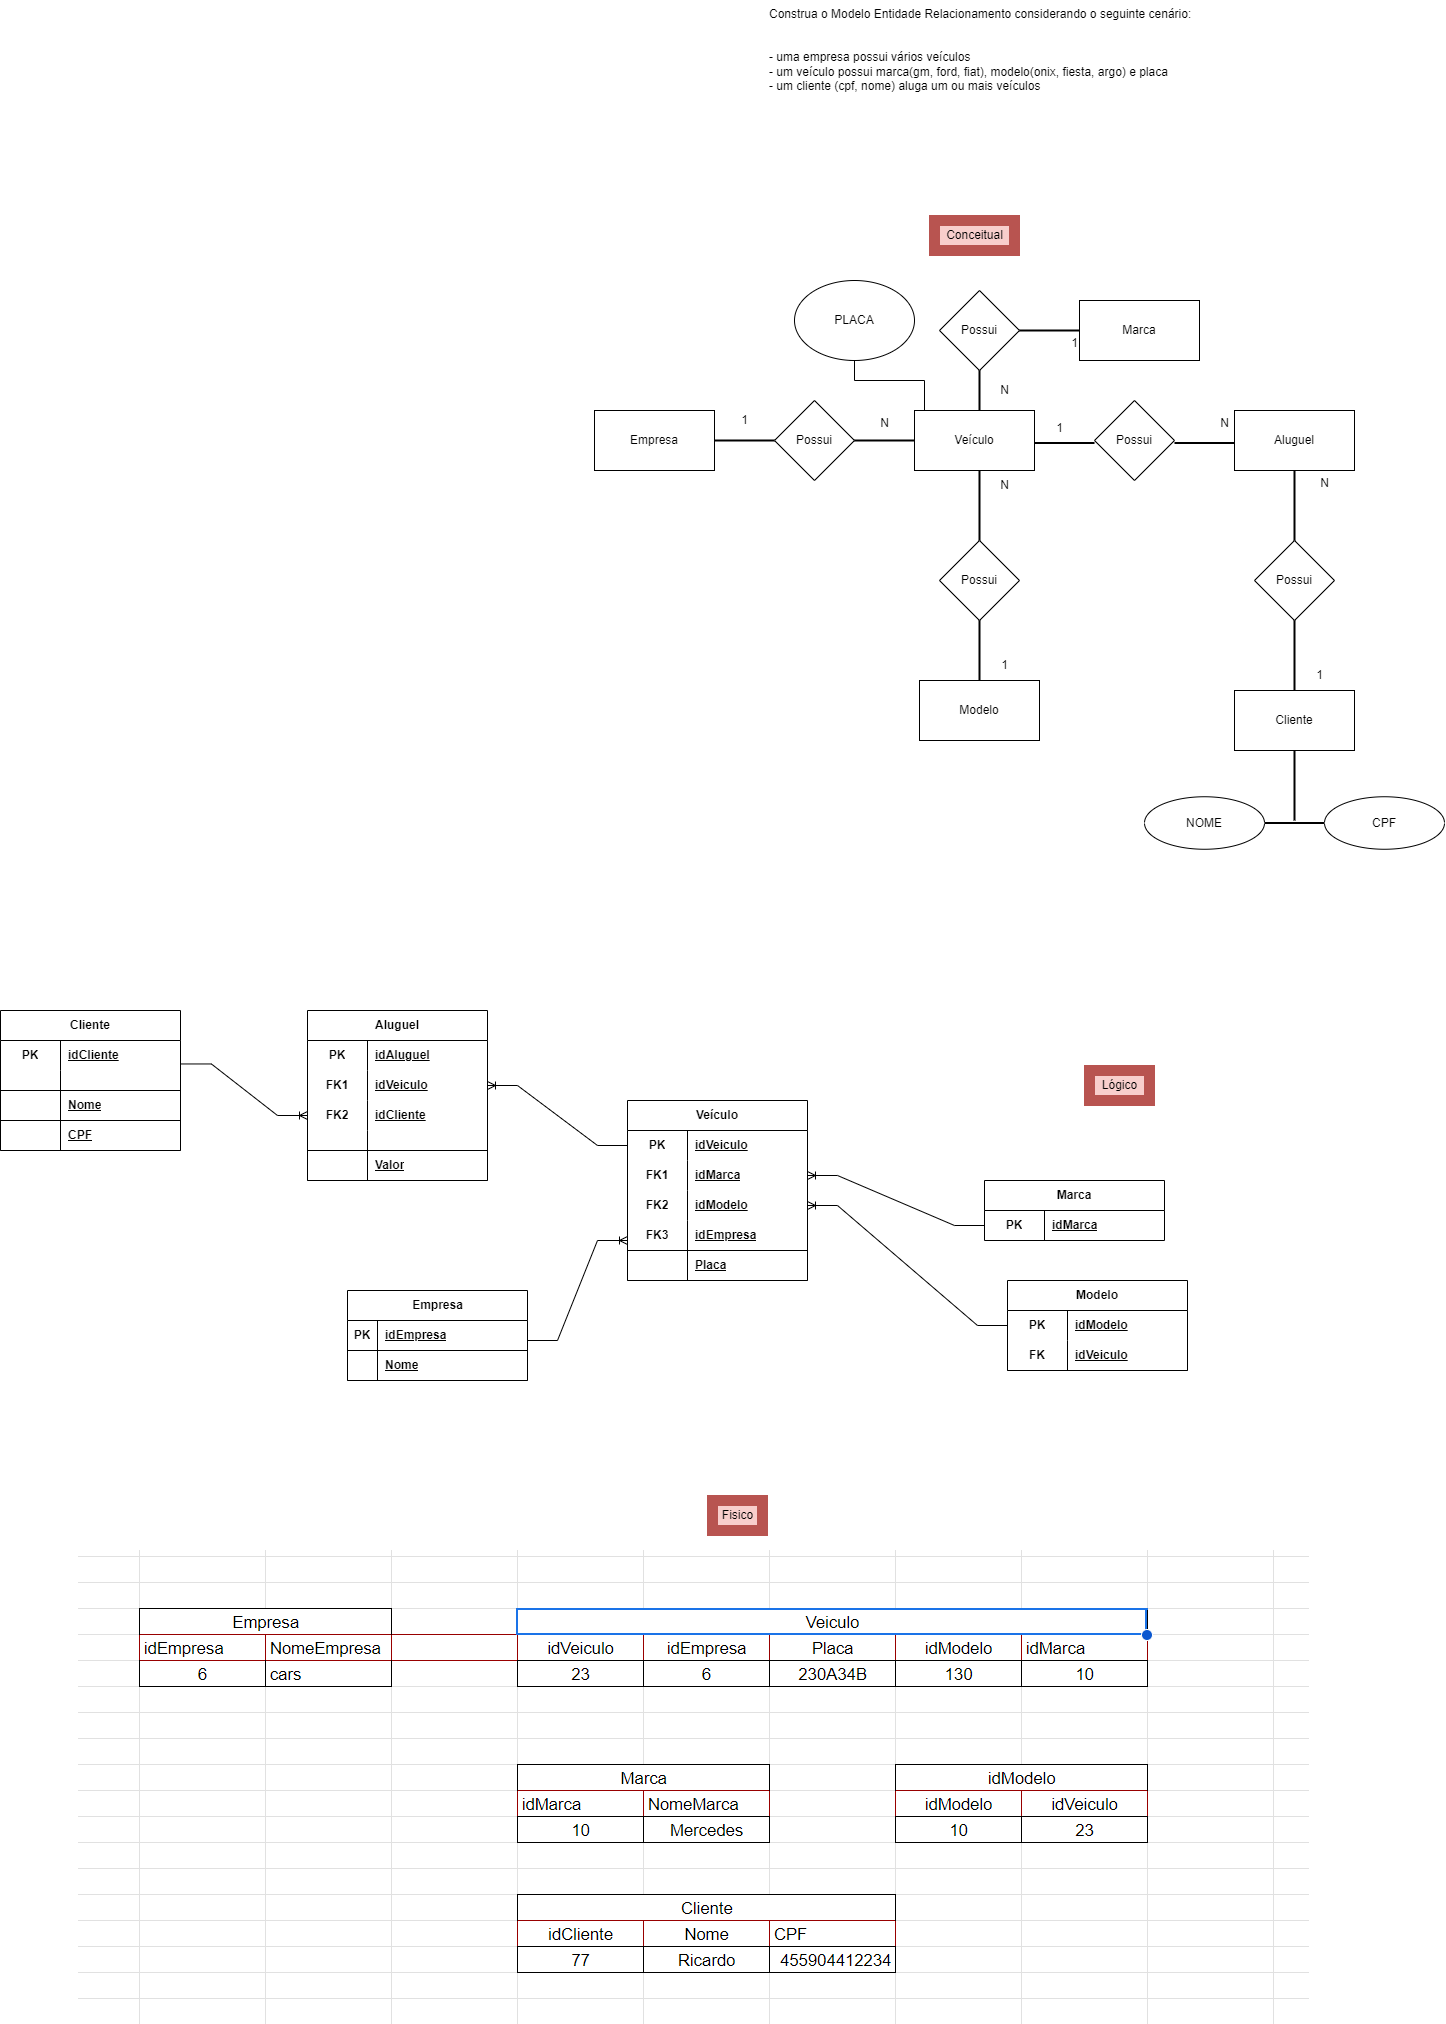 Construa o Modelo Entidade Relacionamento considerando o seguinte cenário:
- uma empresa possui vários veículos
- um veículo possui marca(gm, ford, fiat), modelo(onix, fiesta, argo) e placa
- um cliente (cpf, nome) aluga um ou mais veículos
Conceitual
PLACA
Possui
Marca
1
N
Empresa
1
Possui
N
Veículo
1
Possui
N
Aluguel
N
N
Possui
Possui
1
1
Modelo
Cliente
NOME
CPF
Cliente
PK idCliente
Nome
CPF
Aluguel
PK idAluguel
FK1 idVeiculo
FK2 idCliente
Valor
Lógico
Veículo
PK idVeiculo
FK1 idMarca
FK2 idModelo
FK3 idEmpresa
Placa
Marca
PK idMarca
Empresa
PK idEmpresa
Nome
Modelo
PK idModelo
FK idVeiculo
Fisico
Empresa
idEmpresa NomeEmpresa
6 cars
Veiculo
idVeiculo idEmpresa Placa idModelo idMarca
23 6 230A34B 130 10
Marca
idMarca NomeMarca
10 Mercedes
idModelo
idModelo idVeiculo
10 23
Cliente
idCliente Nome CPF
77 Ricardo 455904412234